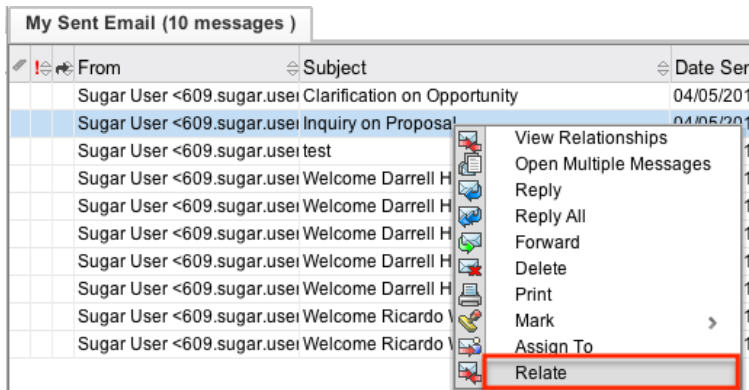 My Sent Email (10 messages )
From Subject Date Ser
Sugar User <609.sugar.user Clarification on Opportunity 04/05/201
Sugar User <609.sugar.user Inquiry on Proposal 04/05/201
Sugar User <609.sugar.user test
Sugar User <609.sugar.user Welcome Darrell H
Sugar User <609.sugar.user Welcome Darrell H
Sugar User <609.sugar.user Welcome Darrell H
Sugar User <609.sugar.user Welcome Darrell H
Sugar User <609.sugar.user Welcome Darrell H
Sugar User <609.sugar.user Welcome Ricardo
Sugar User <609.sugar.user Welcome Ricardo
View Relationships
Open Multiple Messages
Reply
Reply All
Forward
Delete
Print
Mark
Assign To
Relate